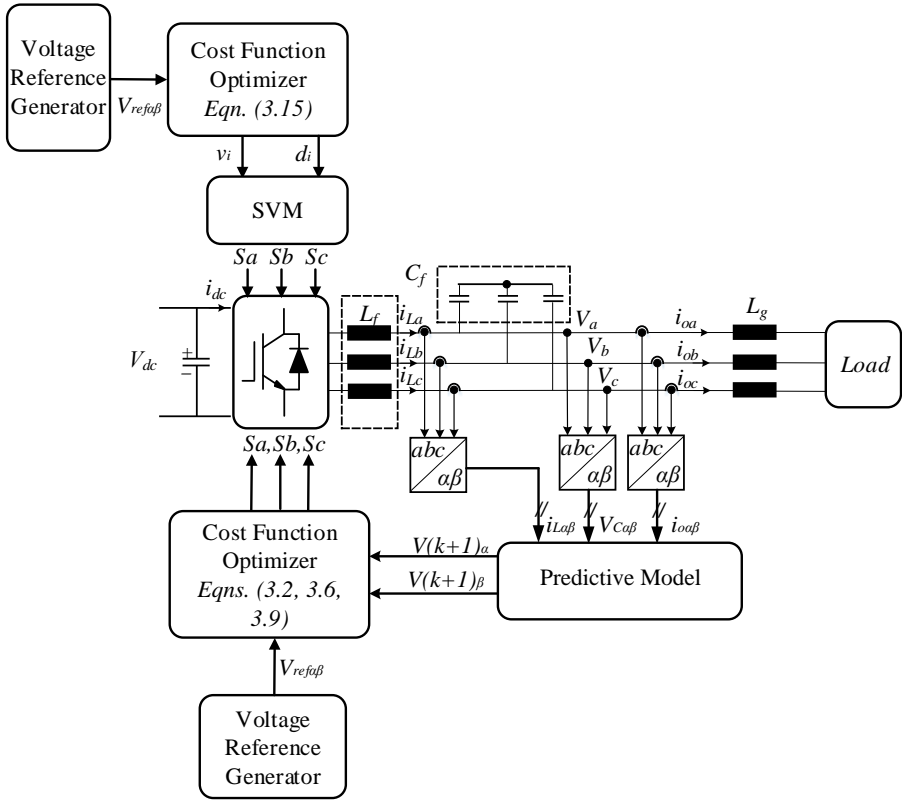 Voltage
Reference
Generator
Vrefαβ
Cost Function
Optimizer
Eqn. (3.15)
vi
di
SVM
Sa
Sb
Sc
idc
Vdc
+
−
Lf
iLa
iLb
iLc
Cf
Va
Vb
Vc
ioa
iob
ioc
Lg
Load
abc
αβ
abc
αβ
abc
αβ
Sa,Sb,Sc
iLαβ
VCαβ
ioαβ
Cost Function
Optimizer
Eqns. (3.2, 3.6,
3.9)
V(k+1)α
V(k+1)β
Predictive Model
Vrefαβ
Voltage
Reference
Generator